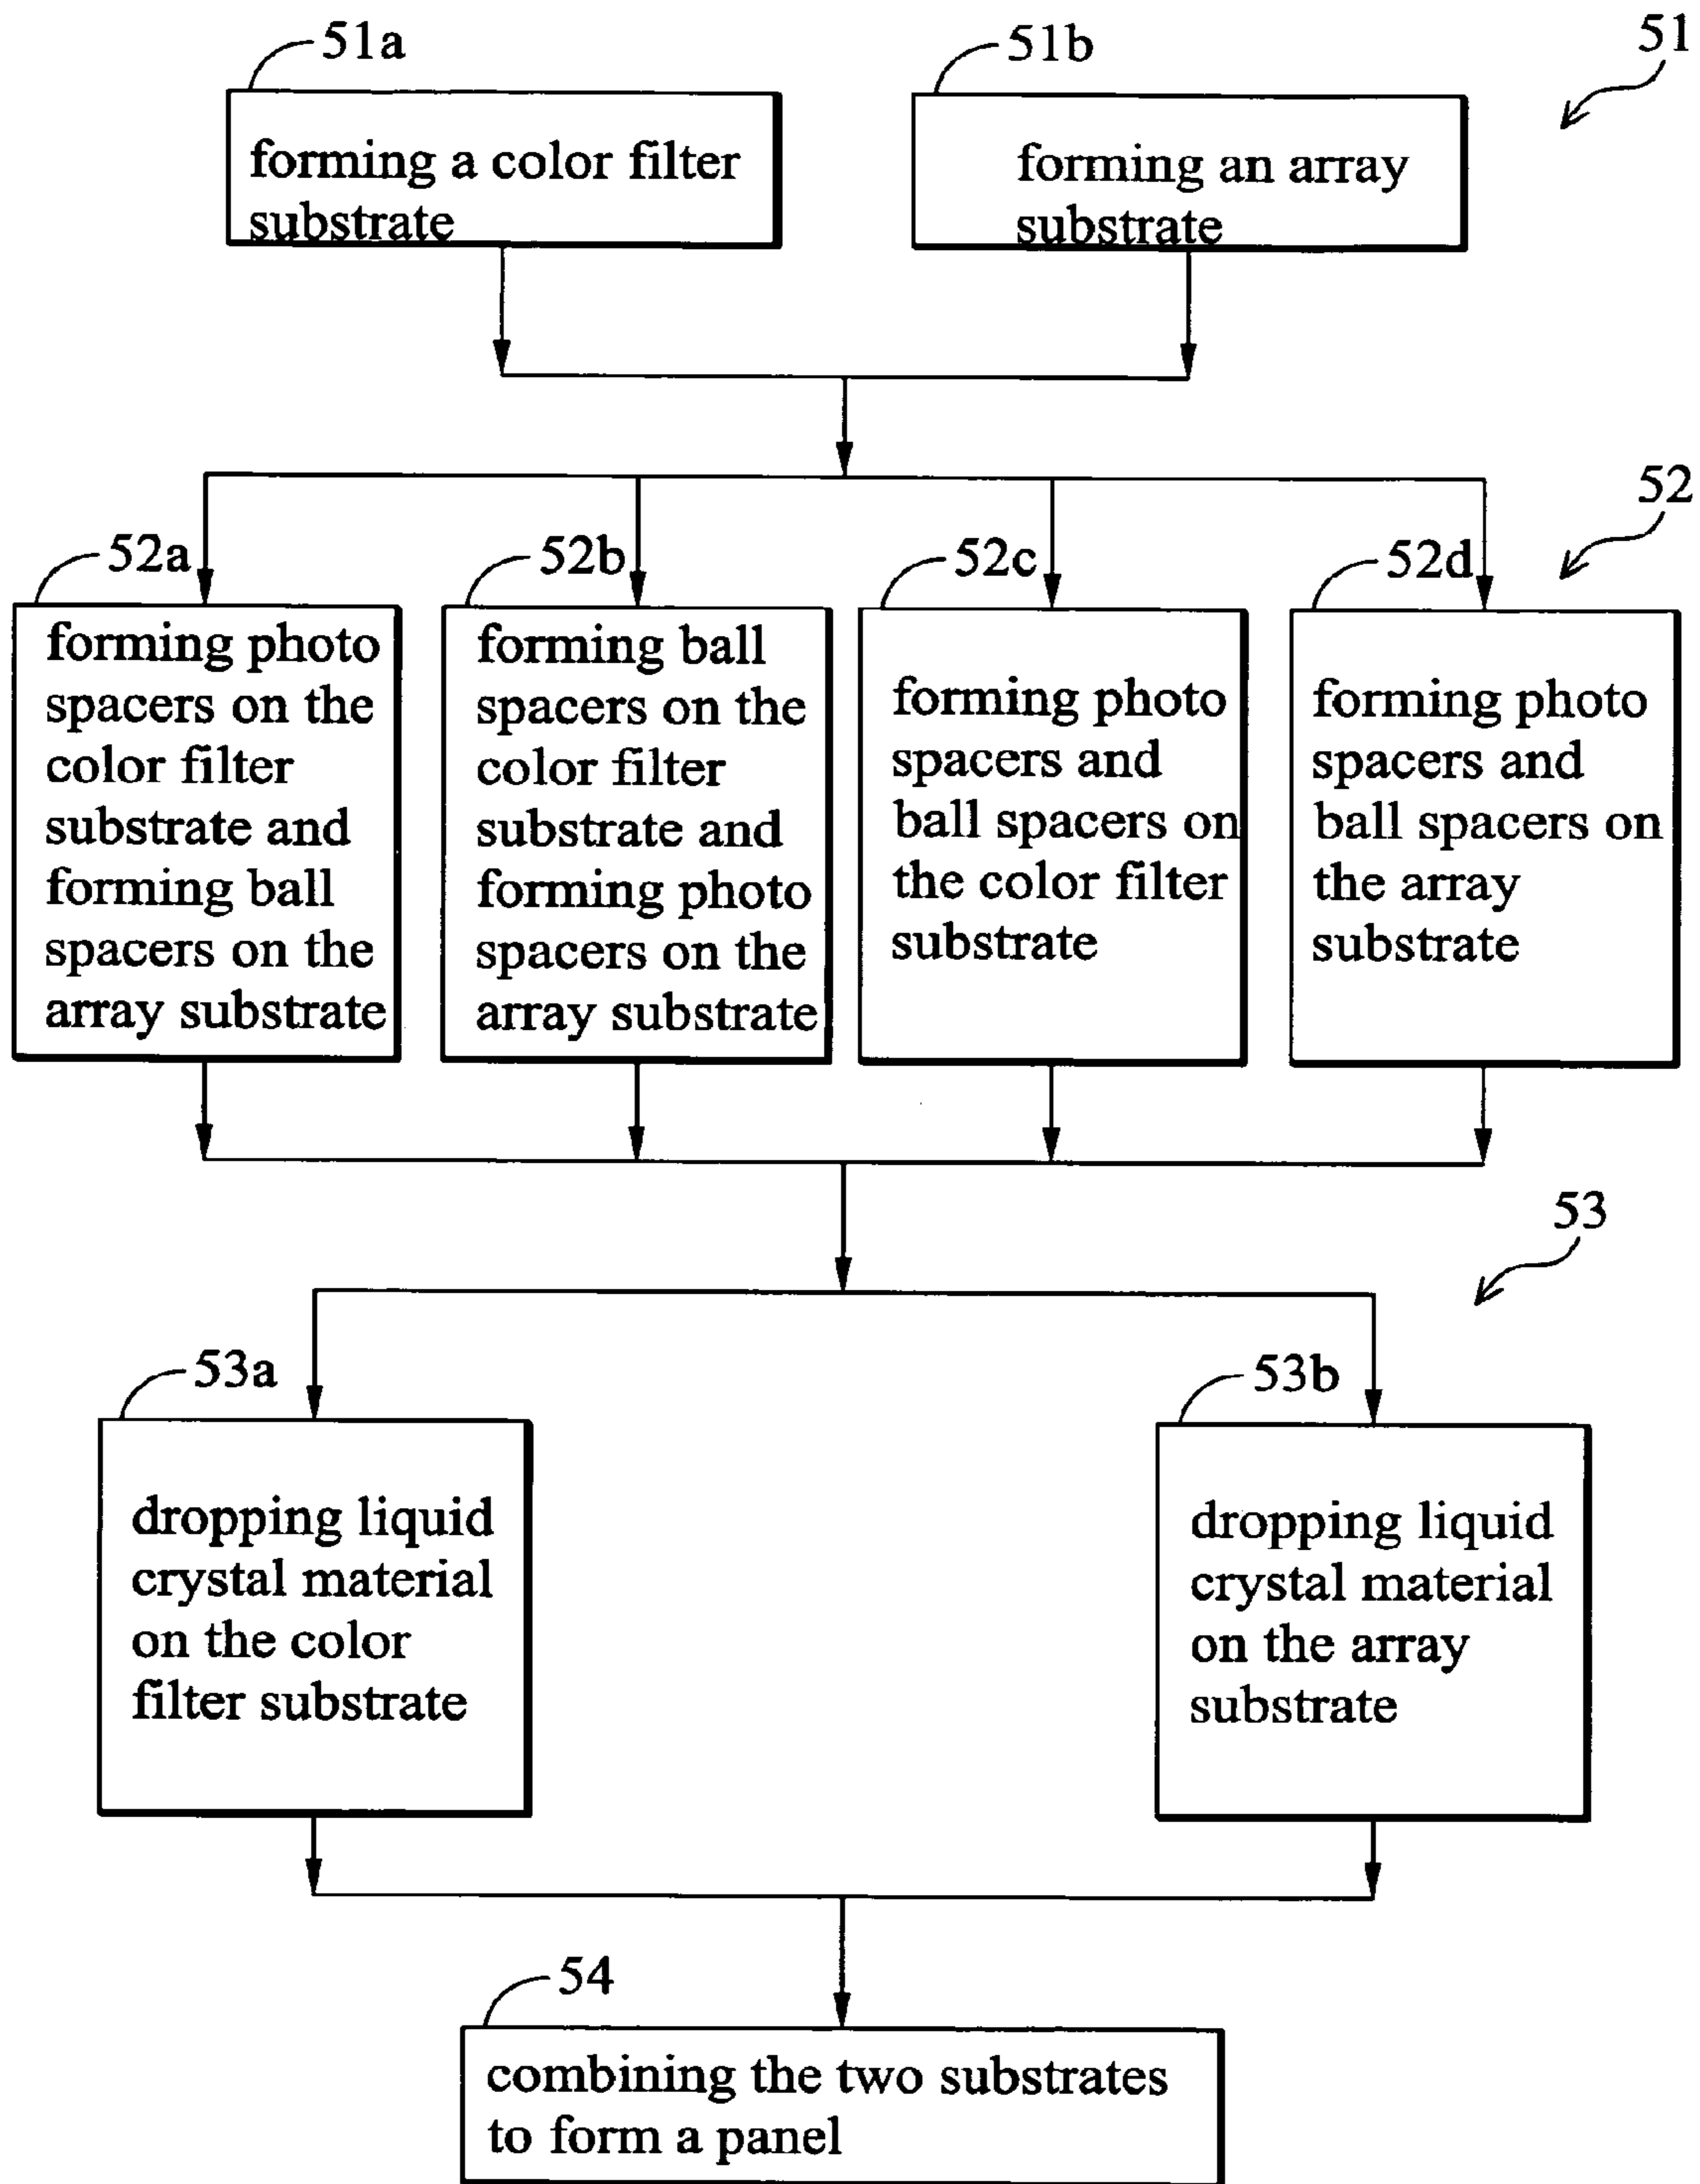 51a
51b
51
forming a color filter
substrate
forming an array
substrate
52
52a
52b
52c
52d
forming photo
spacers on the
color filter
substrate and
forming ball
spacers on the
array substrate
forming ball
spacers on the
color filter
substrate and
forming photo
spacers on the
array substrate
forming photo
spacers and
ball spacers on
the color filter
substrate
forming photo
spacers and
ball spacers on
the array
substrate
53
53a
53b
dropping liquid
crystal material
on the color
filter substrate
dropping liquid
crystal material
on the array
substrate
54
combining the two substrates
to form a panel